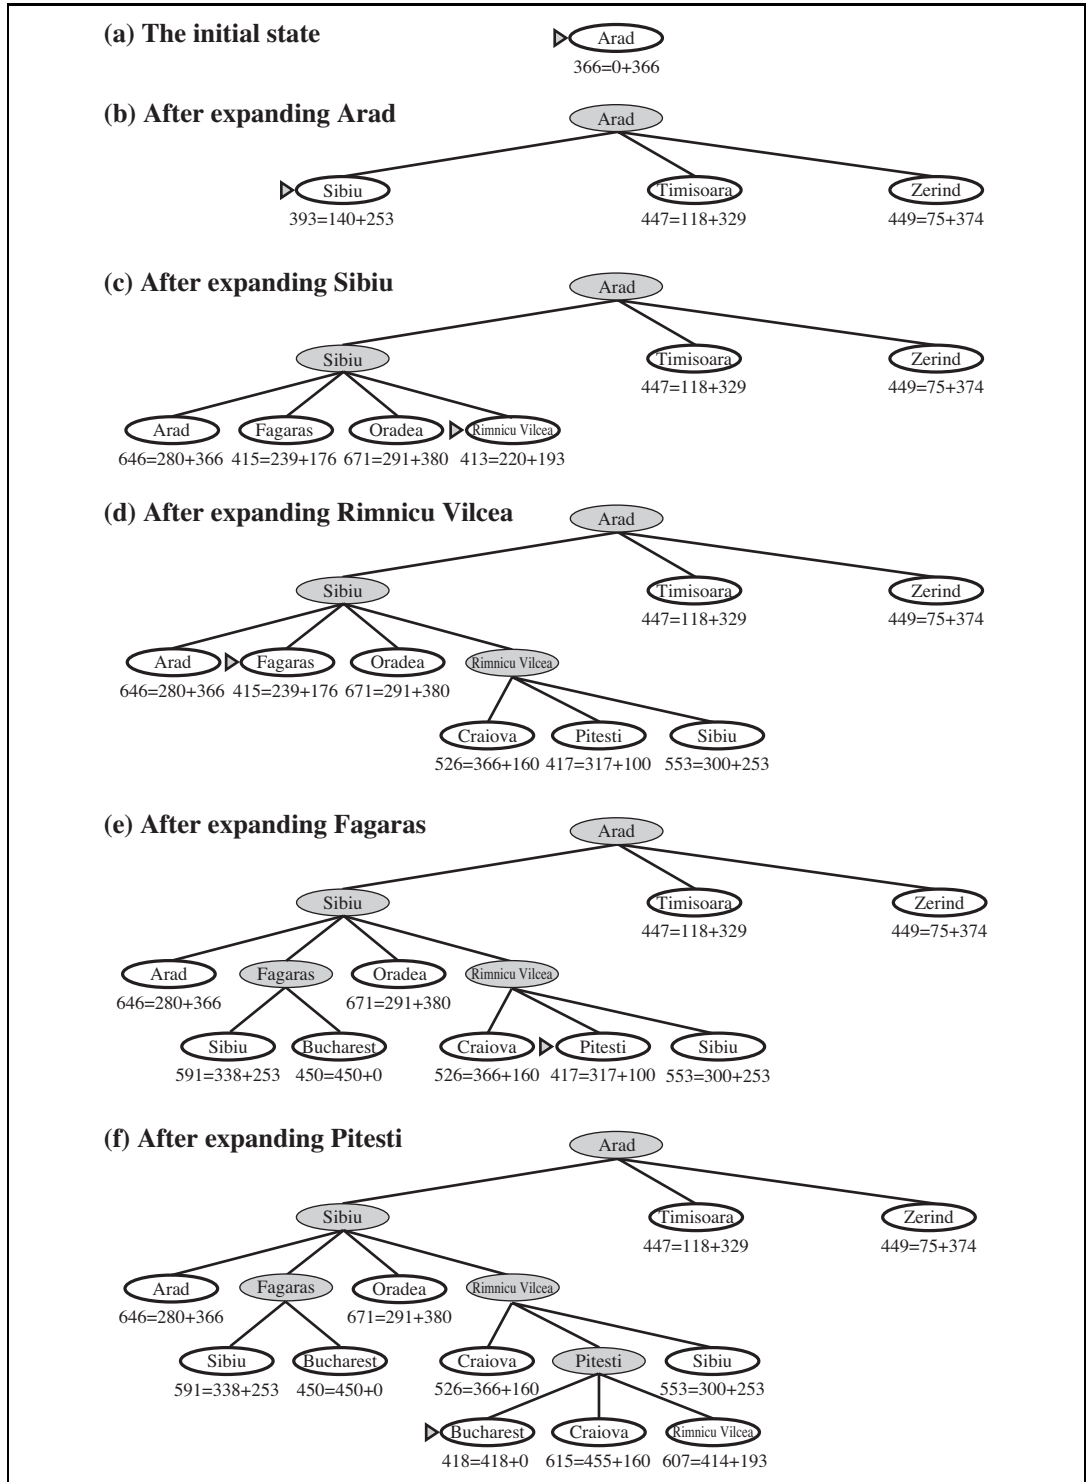 (a) The initial state
Arad
366=0+366
(b) After expanding Arad
Arad
Sibiu Timisoara Zerind
393=140+253 447=118+329 449=75+374
(c) After expanding Sibiu
Arad
Sibiu Timisoara Zerind
447=118+329 449=75+374
Arad Fagaras Oradea Rimnicu Vilcea
646=280+366 415=239+176 671=291+380 413=220+193
(d) After expanding Rimnicu Vilcea
Arad
Sibiu Timisoara Zerind
447=118+329 449=75+374
Arad Fagaras Oradea Rimnicu Vilcea
646=280+366 415=239+176 671=291+380
Craiova Pitesti Sibiu
526=366+160 417=317+100 553=300+253
(e) After expanding Fagaras
Arad
Sibiu Timisoara Zerind
447=118+329 449=75+374
Arad Fagaras Oradea Rimnicu Vilcea
646=280+366 671=291+380
Sibiu Bucharest Craiova Pitesti Sibiu
591=338+253 450=450+0 526=366+160 417=317+100 553=300+253
(f) After expanding Pitesti
Arad
Sibiu Timisoara Zerind
447=118+329 449=75+374
Arad Fagaras Oradea Rimnicu Vilcea
646=280+366 671=291+380
Sibiu Bucharest Craiova Pitesti Sibiu
591=338+253 450=450+0 526=366+160 553=300+253
Bucharest Craiova Rimnicu Vilcea
418=418+0 615=455+160 607=414+193